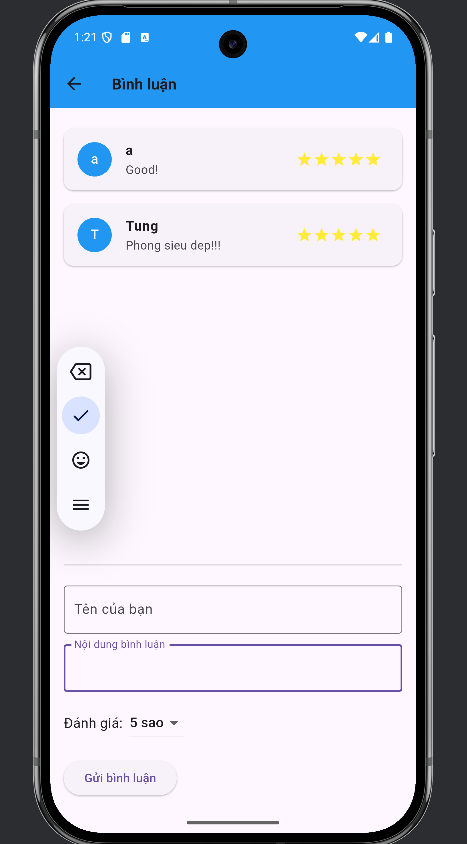 1:21
A
Bình luận
a
a
Good!
T
Tung
Phong sieu dep!!!
Tên của bạn
Nội dung bình luận
Đánh giá: 5 sao
Gửi bình luận